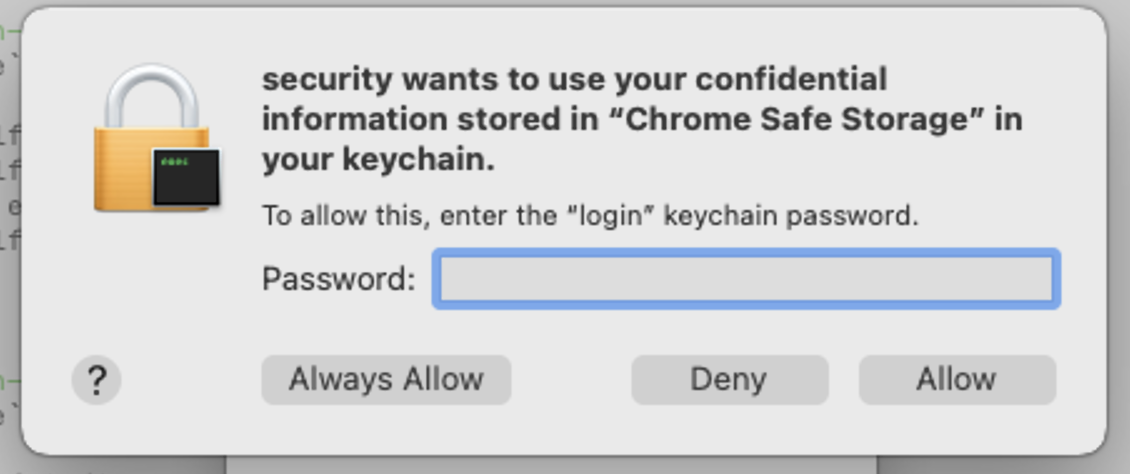 security wants to use your confidential
information stored in “Chrome Safe Storage” in
your keychain.
To allow this, enter the “login” keychain password.
Password:
?
Always Allow
Deny
Allow